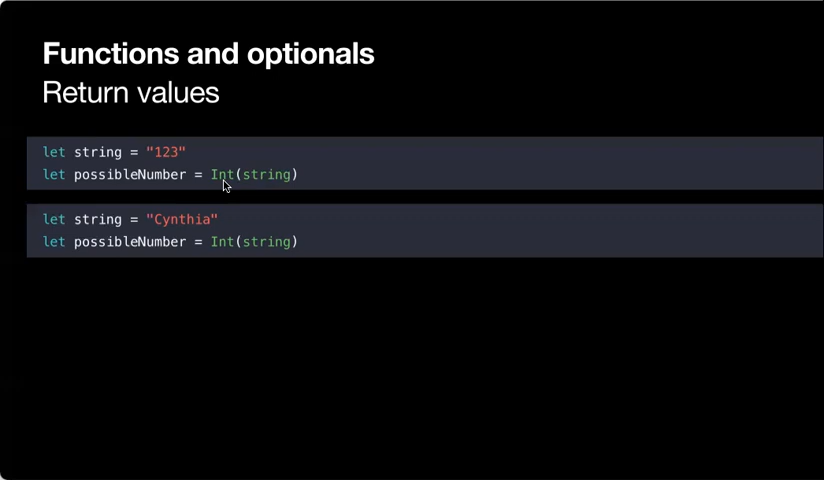 Functions and optionals
Return values
let string = "123"
let possibleNumber = Int(string)
let string = "Cynthia"
let possibleNumber = Int(string)